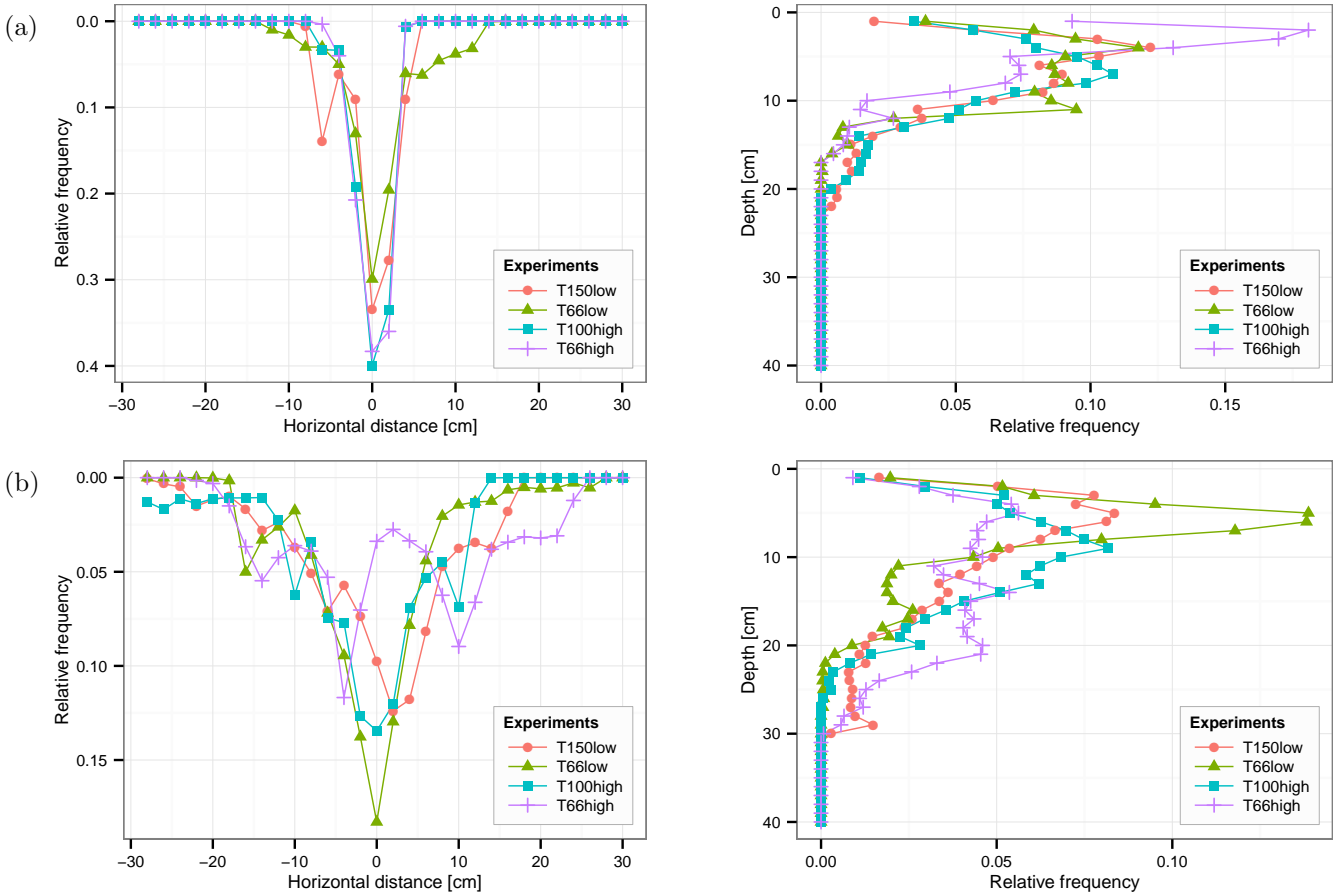 (a)
0.0
0.1
0.2
0.3
0.4
Relative frequency
−30
−20
−10
0
10
20
30
Horizontal distance [cm]
Experiments
T150low
T66low
T100high
T66high
0
10
20
30
40
Depth [cm]
0.00
0.05
0.10
0.15
Relative frequency
Experiments
T150low
T66low
T100high
T66high
(b)
0.00
0.05
0.10
0.15
Relative frequency
−30
−20
−10
0
10
20
30
Horizontal distance [cm]
Experiments
T150low
T66low
T100high
T66high
0
10
20
30
40
Depth [cm]
0.00
0.05
0.10
Relative frequency
Experiments
T150low
T66low
T100high
T66high